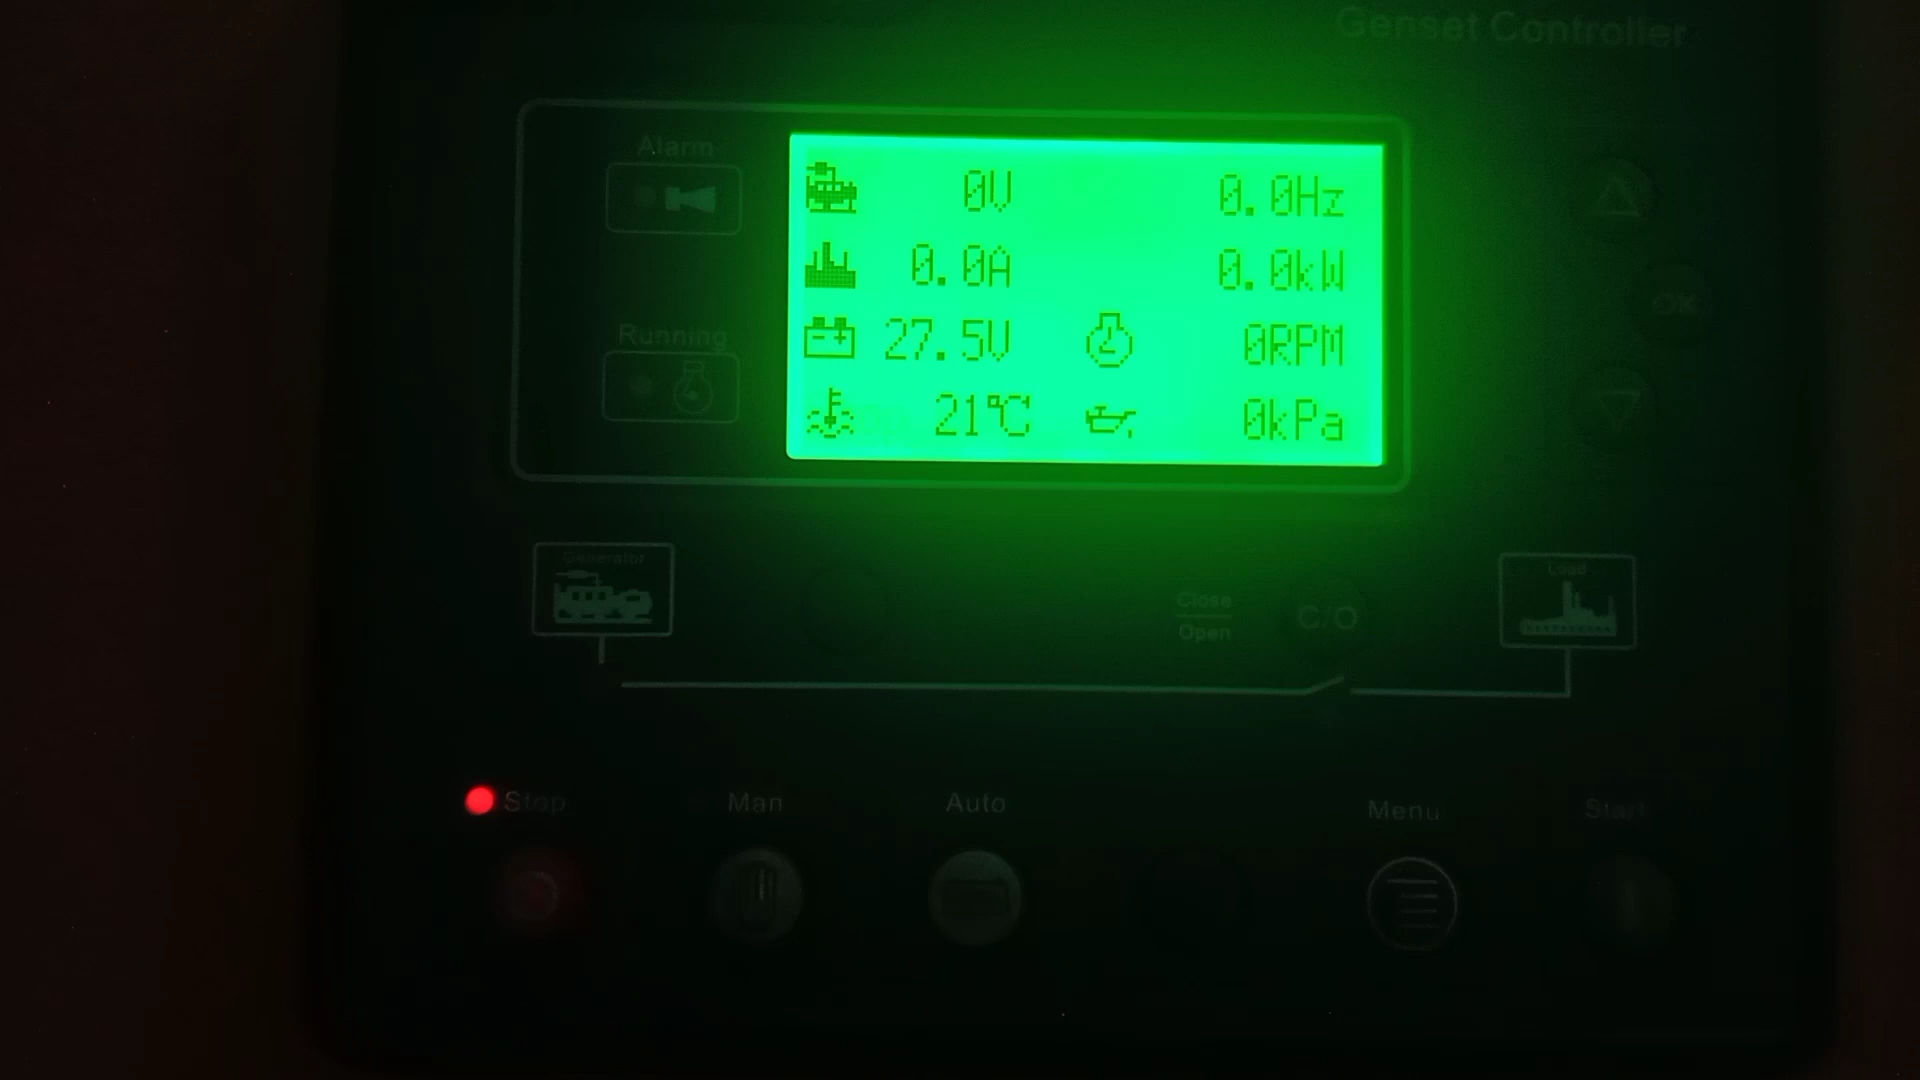 Genset Controller
Alarm
0V 0.0Hz
0.0A 0.0kW
Running
27.5V 0RPM
21℃ 0kPa
OK
Generator
Close
Open
C/O
Load
Stop Man Auto Menu Start